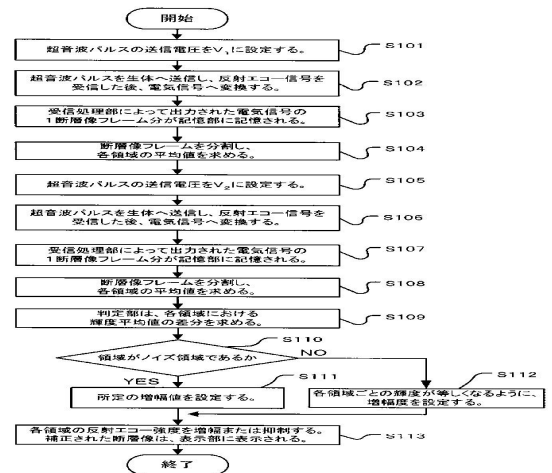 開始
超音波パルスの送信電圧をV₁に設定する。
S101
超音波パルスを生体へ送信し、反射エコー信号を
受信した後、電気信号へ変換する。
S102
受信処理部によって出力された電気信号の
1断層像フレーム分が記憶部に記憶される。
S103
断層像フレームを分割し、
各領域の平均値を求める。
S104
超音波パルスの送信電圧をV₂に設定する。
S105
超音波パルスを生体へ送信し、反射エコー信号を
受信した後、電気信号へ変換する。
S106
受信処理部によって出力された電気信号の
1断層像フレーム分が記憶部に記憶される。
S107
断層像フレームを分割し、
各領域の平均値を求める。
S108
判定部は、各領域における
輝度平均値の差分を求める。
S109
領域がノイズ領域であるか
S110
NO
YES
所定の増幅値を設定する。
S111
各領域ごとの輝度が等しくなるように、
増幅度を設定する。
S112
各領域の反射エコー強度を増幅または抑制する。
補正された断層像は、表示部に表示される。
S113
終了